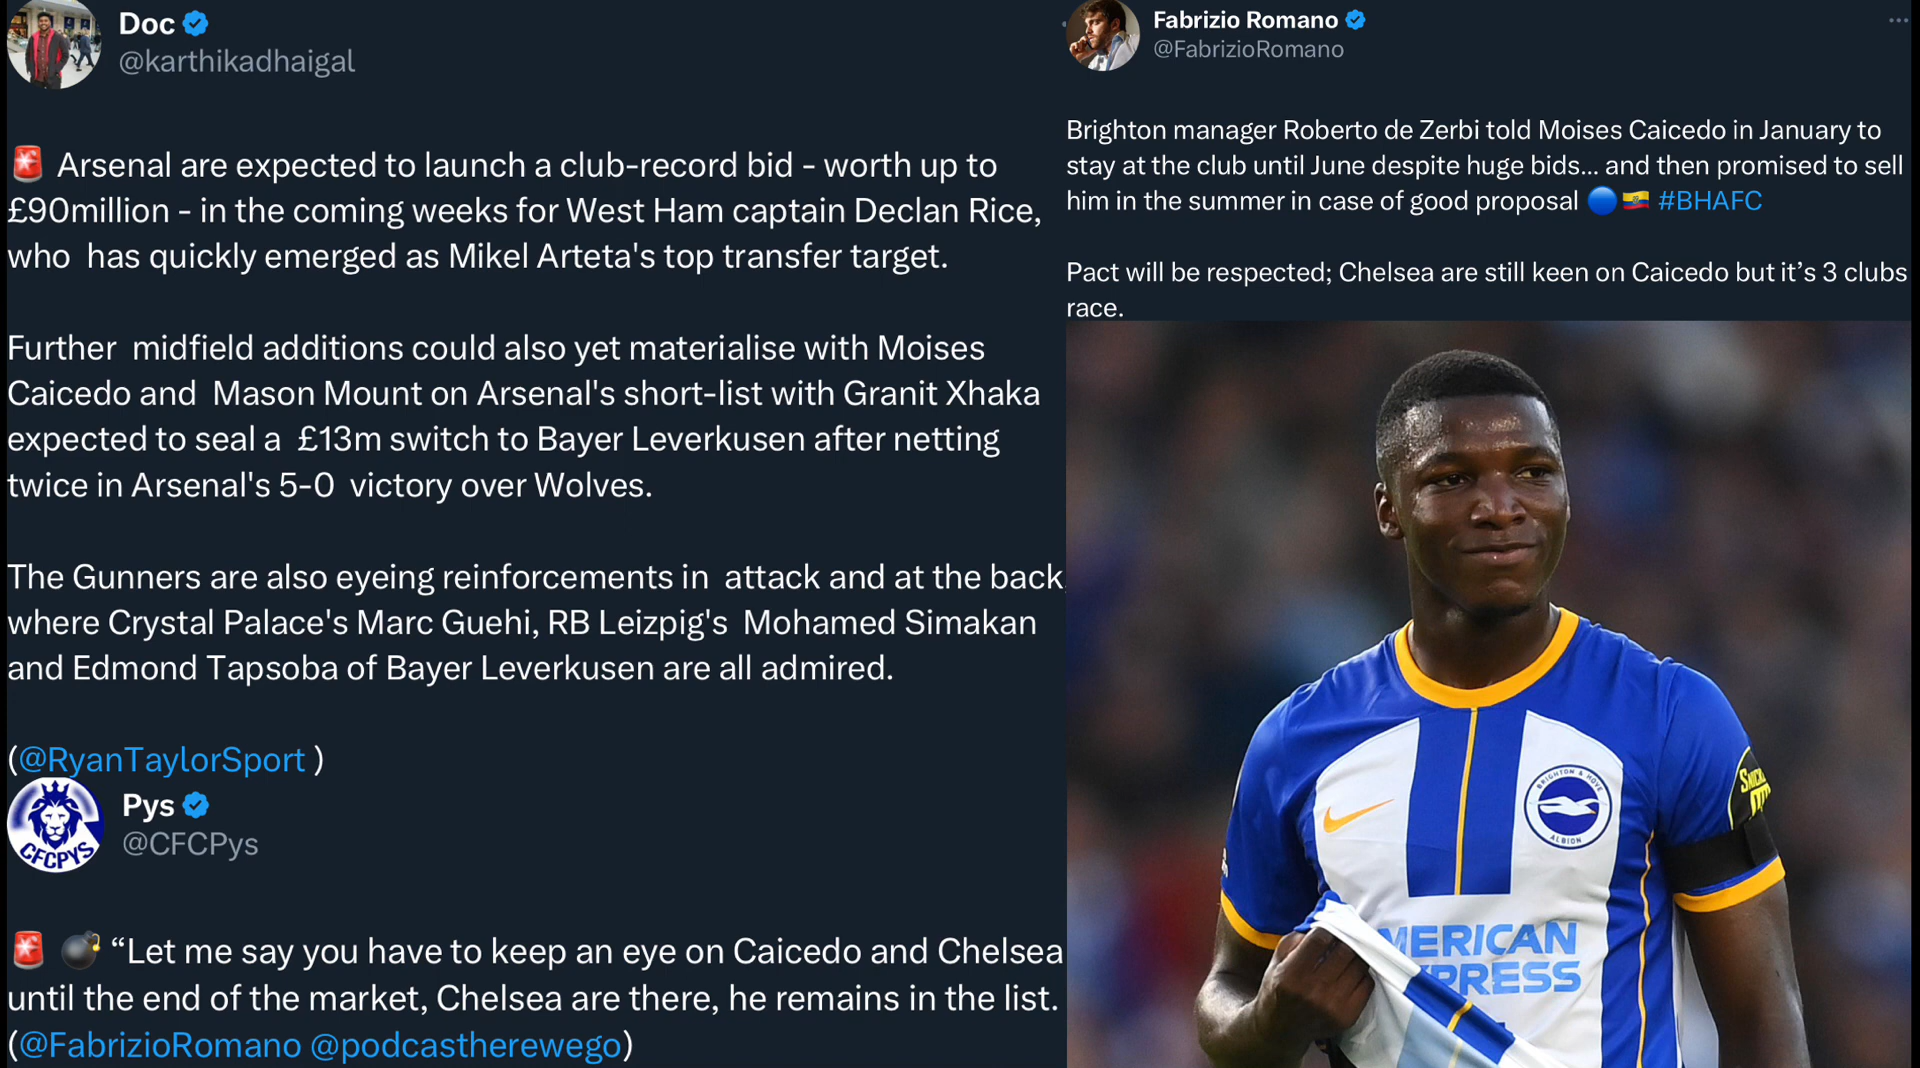 Doc
@karthikadhaigal
🚨 Arsenal are expected to launch a club-record bid - worth up to
£90million - in the coming weeks for West Ham captain Declan Rice,
who has quickly emerged as Mikel Arteta's top transfer target.
Further midfield additions could also yet materialise with Moises
Caicedo and Mason Mount on Arsenal's short-list with Granit Xhaka
expected to seal a £13m switch to Bayer Leverkusen after netting
twice in Arsenal's 5-0 victory over Wolves.
The Gunners are also eyeing reinforcements in attack and at the back,
where Crystal Palace's Marc Guehi, RB Leizpig's Mohamed Simakan
and Edmond Tapsoba of Bayer Leverkusen are all admired.
(@RyanTaylorSport )
CFCPYS
Pys
@CFCPys
🚨 💣 “Let me say you have to keep an eye on Caicedo and Chelsea
until the end of the market, Chelsea are there, he remains in the list.
(@FabrizioRomano @podcastherewego)
Fabrizio Romano
@FabrizioRomano
Brighton manager Roberto de Zerbi told Moises Caicedo in January to
stay at the club until June despite huge bids... and then promised to sell
him in the summer in case of good proposal 🔵🇪🇨 #BHAFC
Pact will be respected; Chelsea are still keen on Caicedo but it’s 3 clubs
race.
BRIGHTON & HOVE
ALBION
MERICAN
PRESS